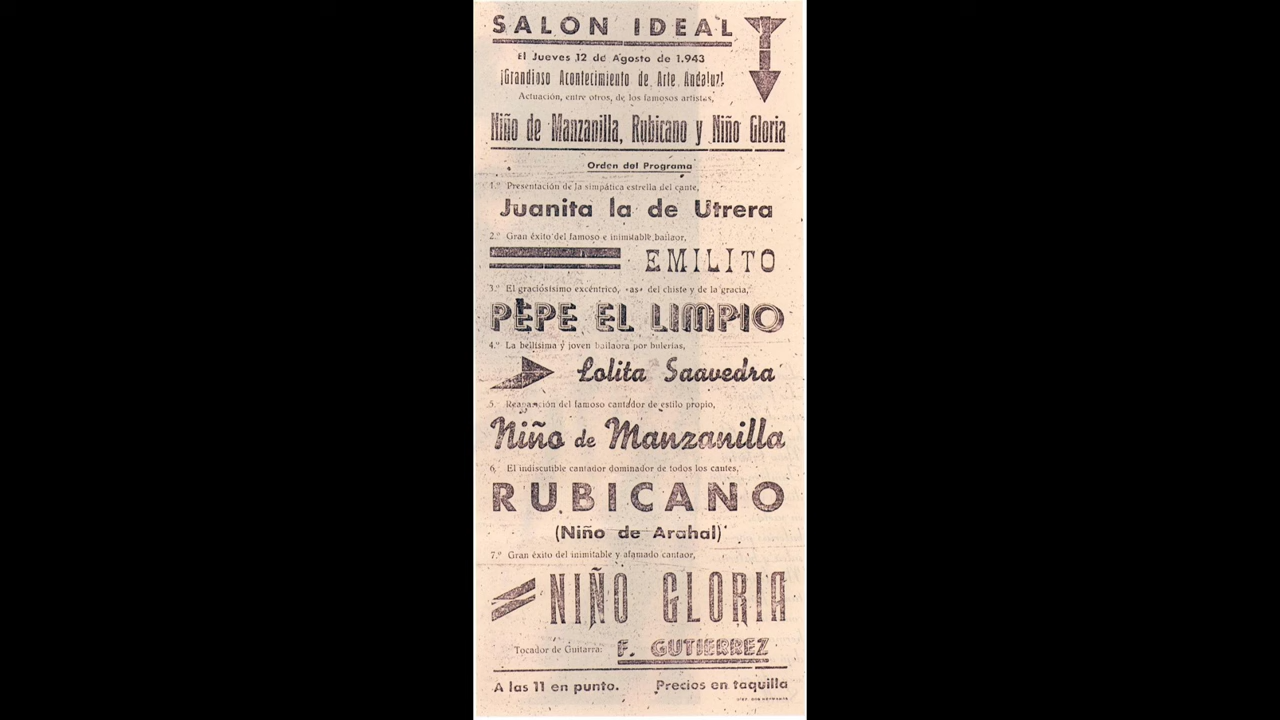 SALON IDEAL
El Jueves 12 de Agosto de 1.943
¡Grandioso Acontecimiento de Arte Andaluz!
Actuación, entre otros, de los famosos artistas,
Niño de Manzanilla, Rubicano y Niño Gloria
Orden del Programa
1.º Presentación de la simpática estrella del cante,
Juanita la de Utrera
2.º Gran éxito del famoso e inimitable bailaor,
EMILITO
3.º El graciósisimo excéntrico, «as» del chiste y de la gracia,
PEPE EL LIMPIO
4.º La bellísima y joven bailaora por bulerías,
Lolita Saavedra
5. Reaparición del famoso cantador de estilo propio,
Niño de Manzanilla
6. El indiscutible cantador dominador de todos los cantes,
RUBICANO
(Niño de Arahal)
7.º Gran éxito del inimitable y afamado cantaor,
NIÑO GLORIA
Tocador de Guitarra: F. GUTIERREZ
A las 11 en punto. Precios en taquilla